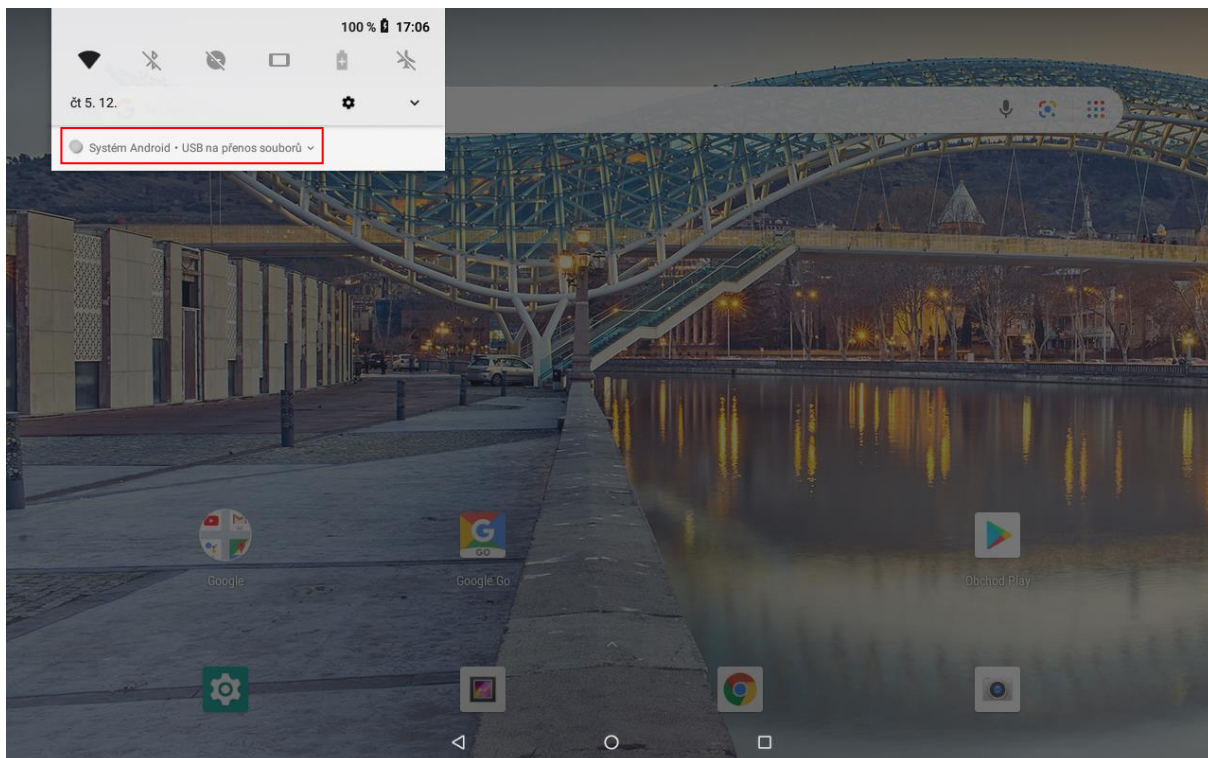 100 % 17:06
čt 5. 12.
Systém Android • USB na přenos souborů
G
GO
Google
Google Go
Obchod Play